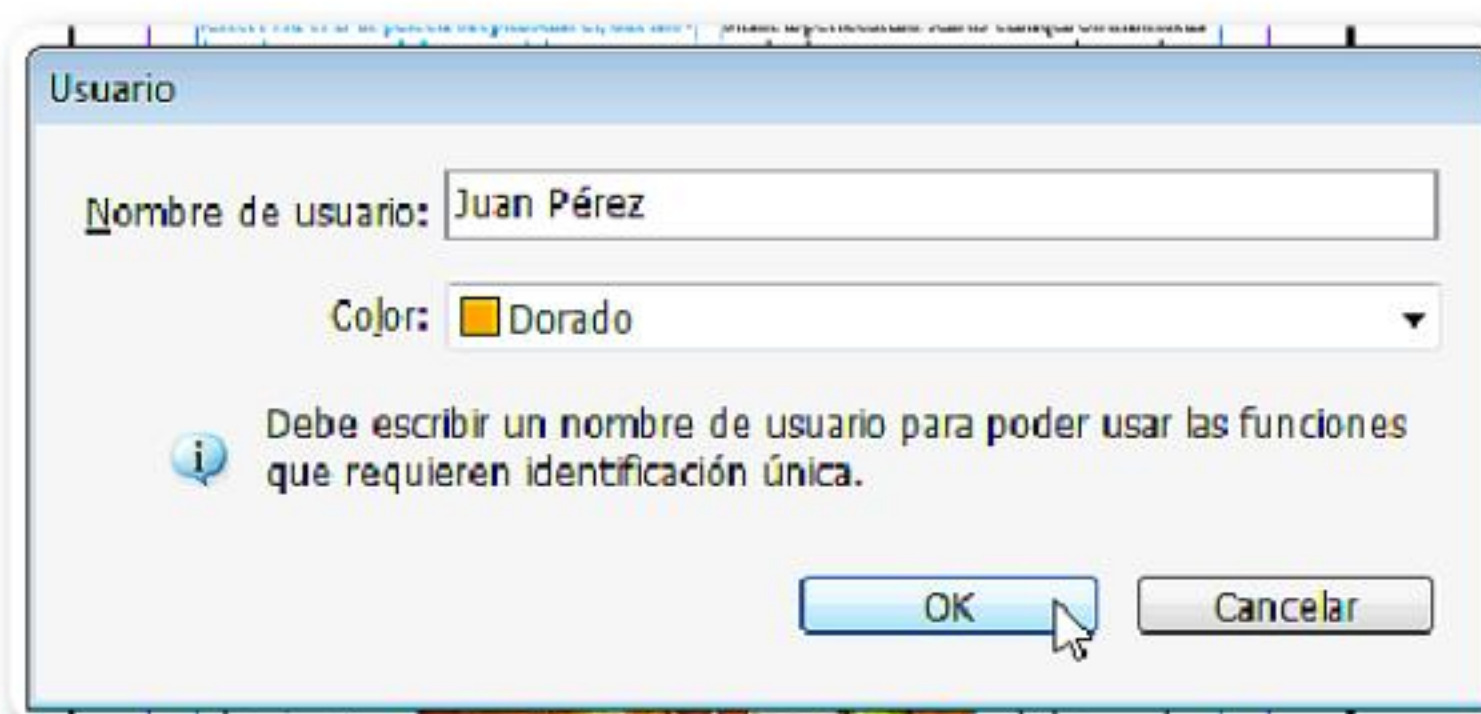 Usuario
Nombre de usuario: Juan Pérez
Color: Dorado
Debe escribir un nombre de usuario para poder usar las funciones
que requieren identificación única.
OK Cancelar